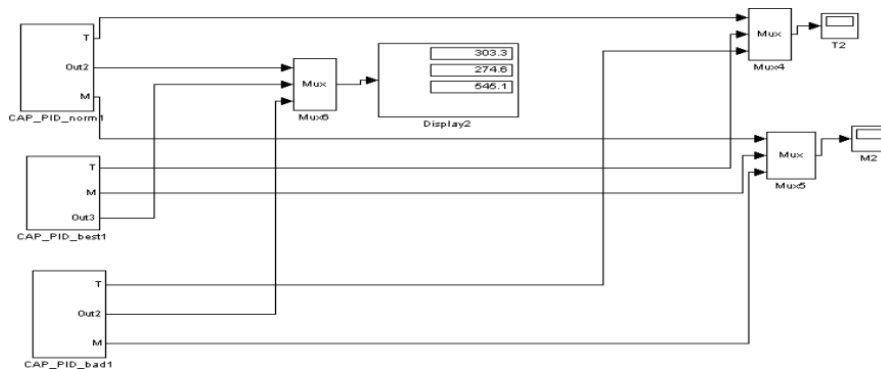 T
Out2
M
CAP_PID_norm1
Mux
Mux6
303.3
274.6
545.1
Display2
Mux
Mux4
T2
T
M
Out3
CAP_PID_best1
Mux
Mux5
M2
T
Out2
M
CAP_PID_bad1